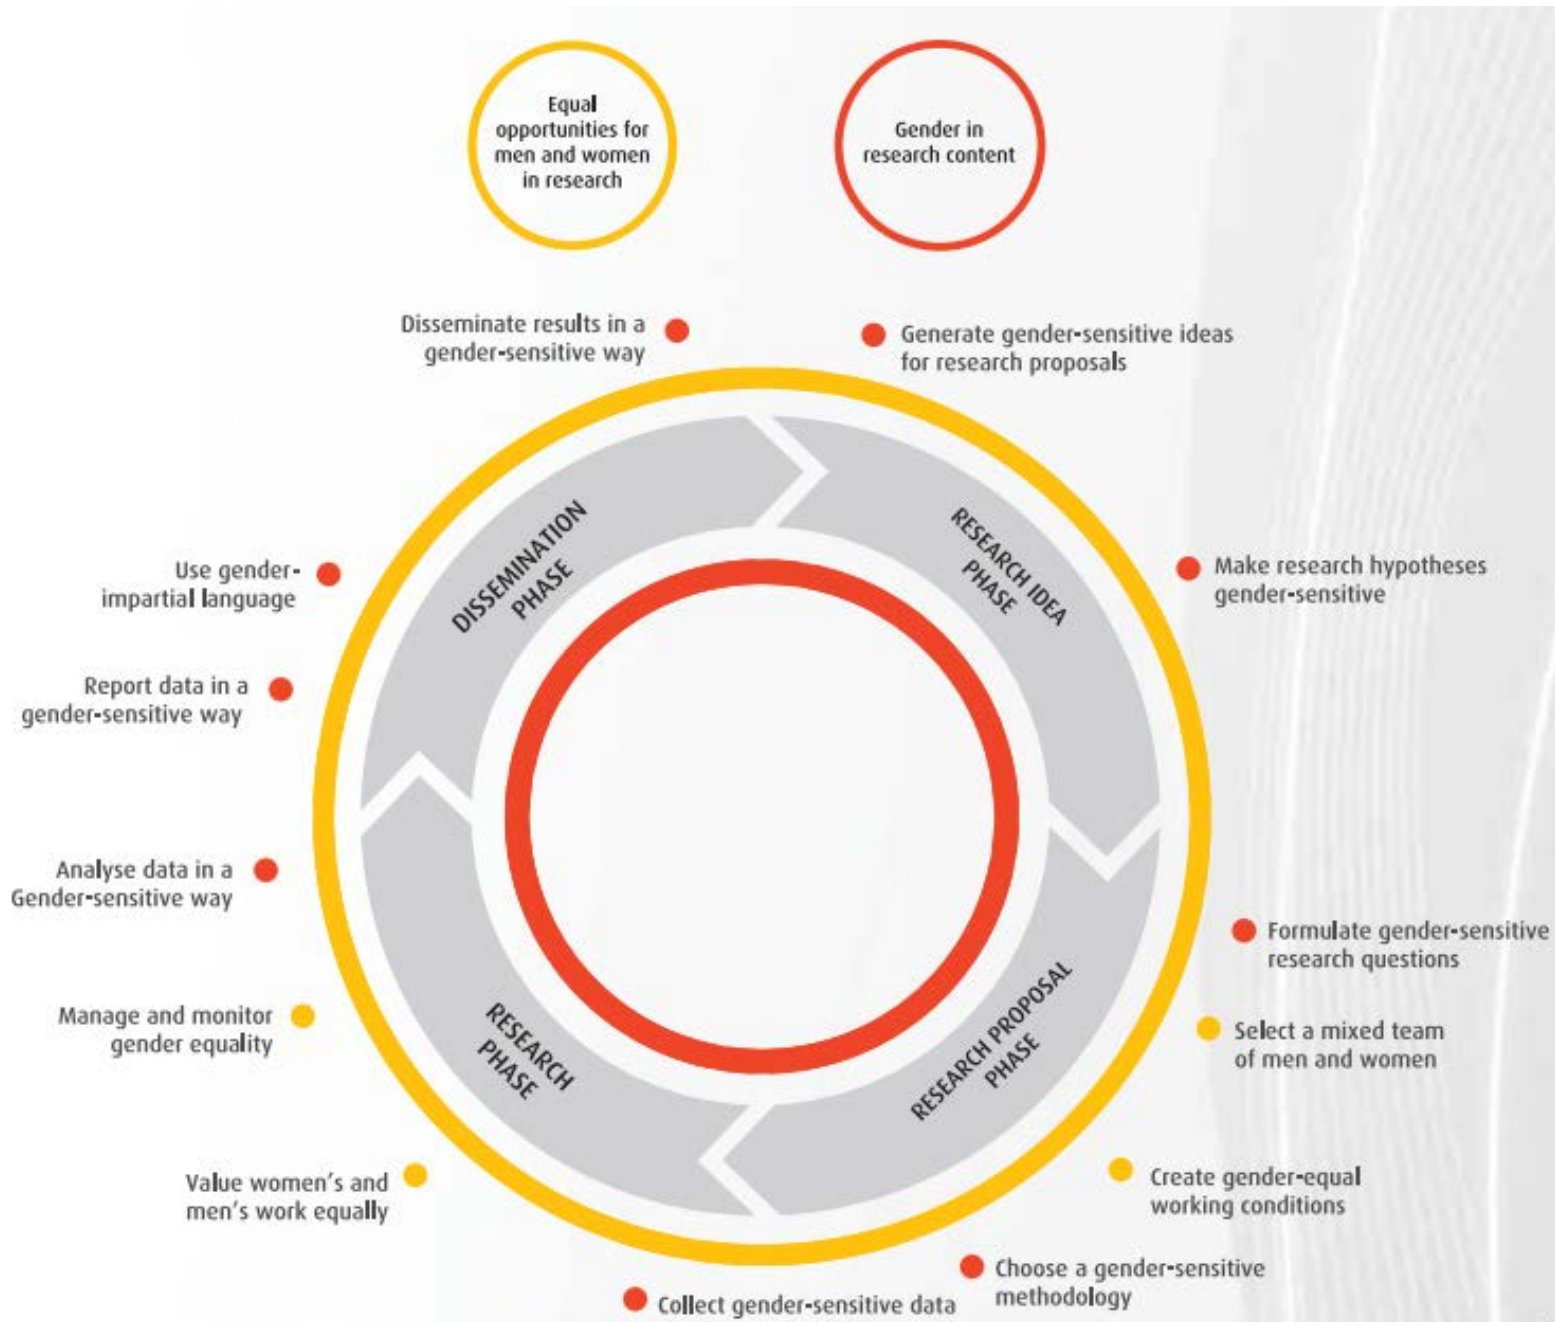 Equal
opportunities for
men and women
in research
Gender in
research content
Disseminate results in a
gender-sensitive way
Generate gender-sensitive ideas
for research proposals
DISSEMINATION
PHASE
RESEARCH IDEA
PHASE
Use gender-
impartial language
Make research hypotheses
gender-sensitive
Report data in a
gender-sensitive way
Analyse data in a
Gender-sensitive way
Formulate gender-sensitive
research questions
Manage and monitor
gender equality
RESEARCH
PHASE
RESEARCH PROPOSAL
PHASE
Select a mixed team
of men and women
Value women's and
men's work equally
Create gender-equal
working conditions
Collect gender-sensitive data
Choose a gender-sensitive
methodology